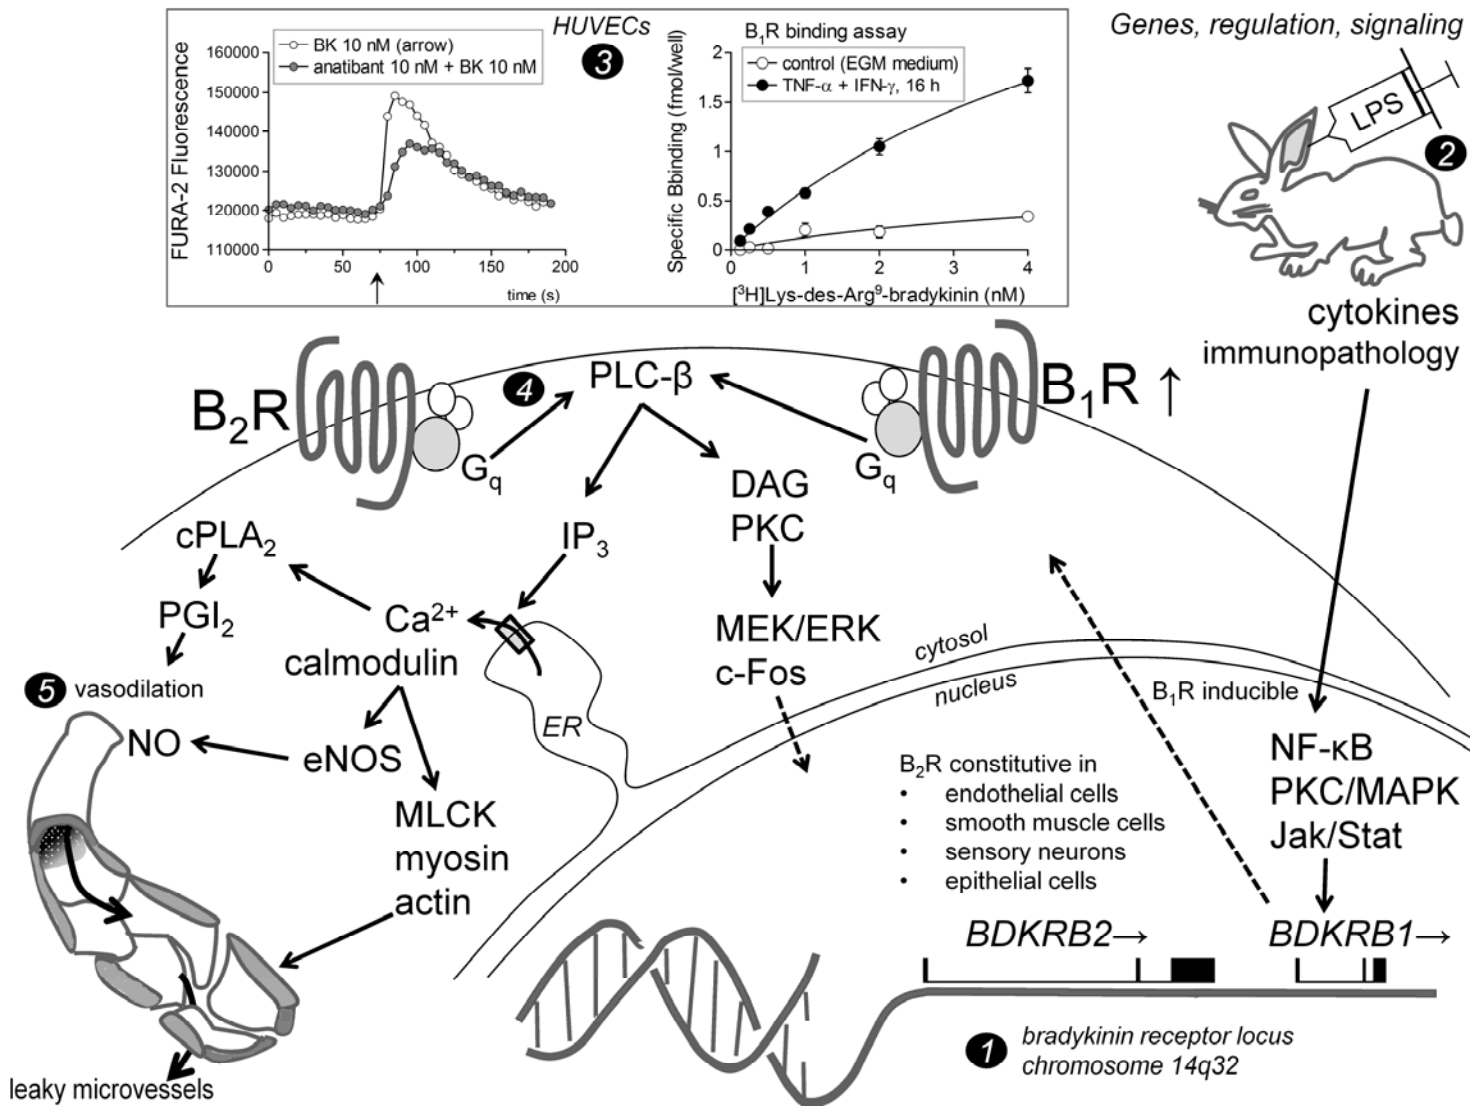 HUVECs
3
BK 10 nM (arrow)
anatibant 10 nM + BK 10 nM
FURA-2 Fluorescence
160000
150000
140000
130000
120000
110000
0
50
100
150
200
time (s)
B₁R binding assay
control (EGM medium)
TNF-α + IFN-γ, 16 h
Specific Bbinding (fmol/well)
2
1.5
1
0.5
0
0
1
2
3
4
[³H]Lys-des-Arg⁹-bradykinin (nM)
Genes, regulation, signaling
LPS
2
cytokines
immunopathology
B₂R
4
PLC-β
B₁R ↑
Gq
Gq
DAG
PKC
cPLA₂
IP₃
PGI₂
Ca²⁺
calmodulin
MEK/ERK
c-Fos
cytosol
nucleus
B₁R inducible
5 vasodilation
NO
eNOS
ER
NF-κB
PKC/MAPK
Jak/Stat
B₂R constitutive in
• endothelial cells
• smooth muscle cells
• sensory neurons
• epithelial cells
MLCK
myosin
actin
BDKRB2→
BDKRB1→
1
bradykinin receptor locus
chromosome 14q32
leaky microvessels